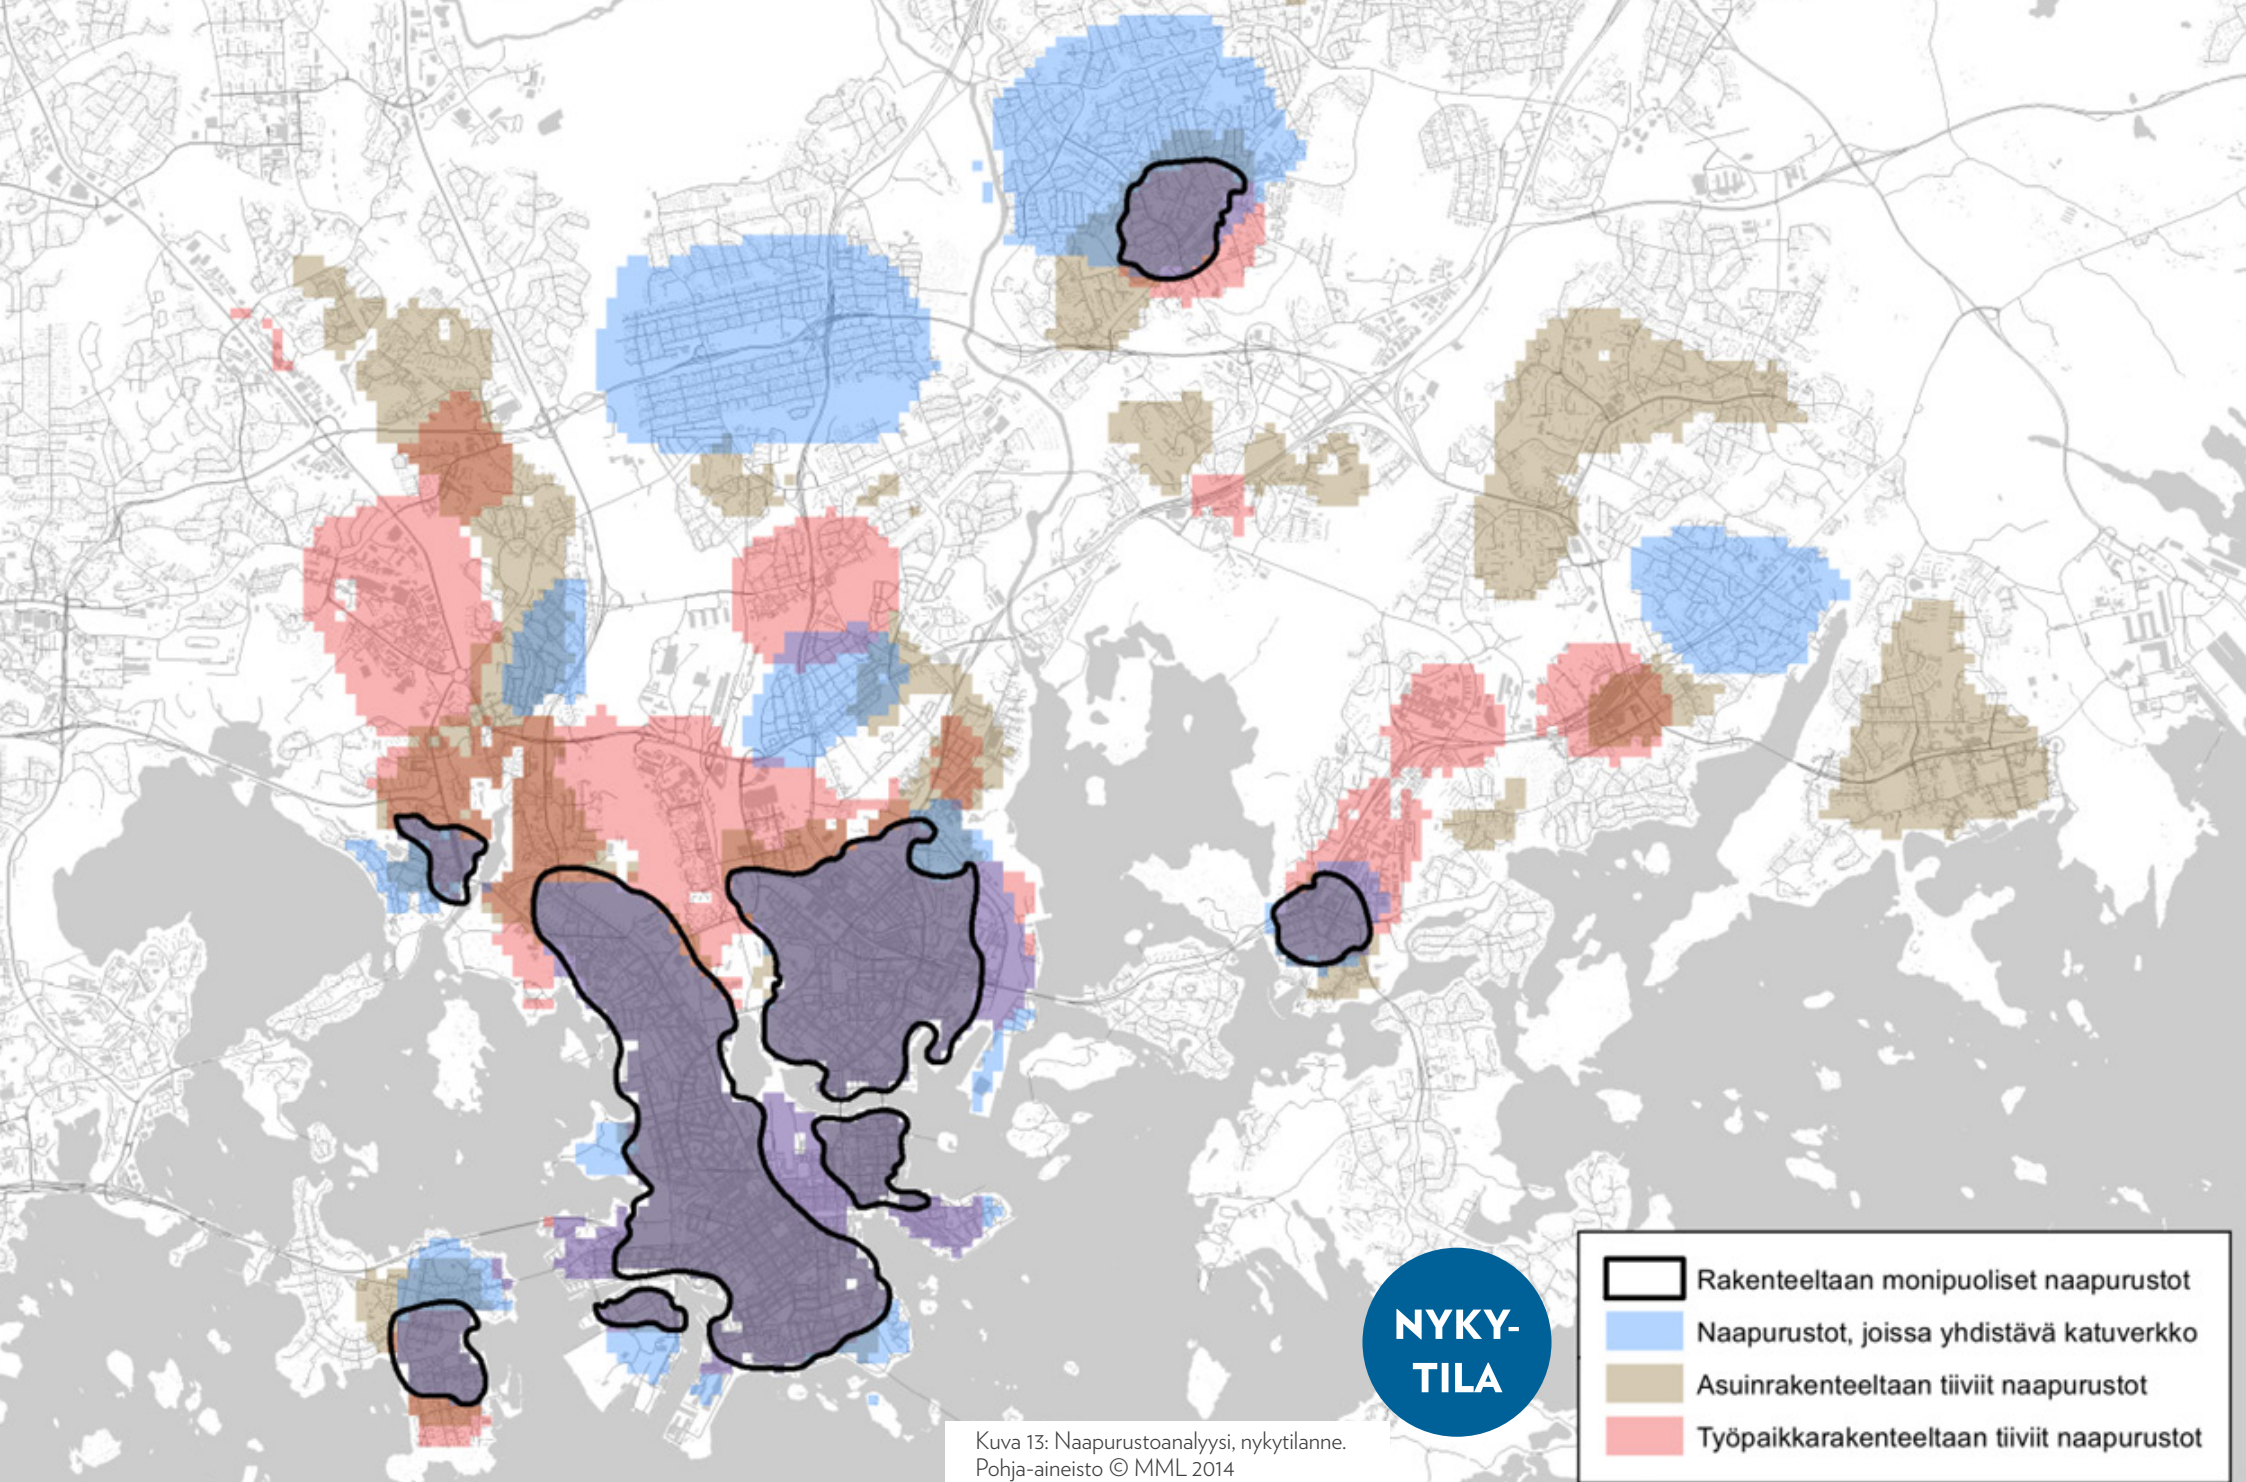 NYKY-
TILA
Rakenteeltaan monipuoliset naapurustot
Naapurustot, joissa yhdistävä katuverkko
Asuinrakenteeltaan tiiviit naapurustot
Työpaikkarakenteeltaan tiiviit naapurustot
Kuva 13: Naapurustoanalyysi, nykytilanne.
Pohja-aineisto © MML 2014